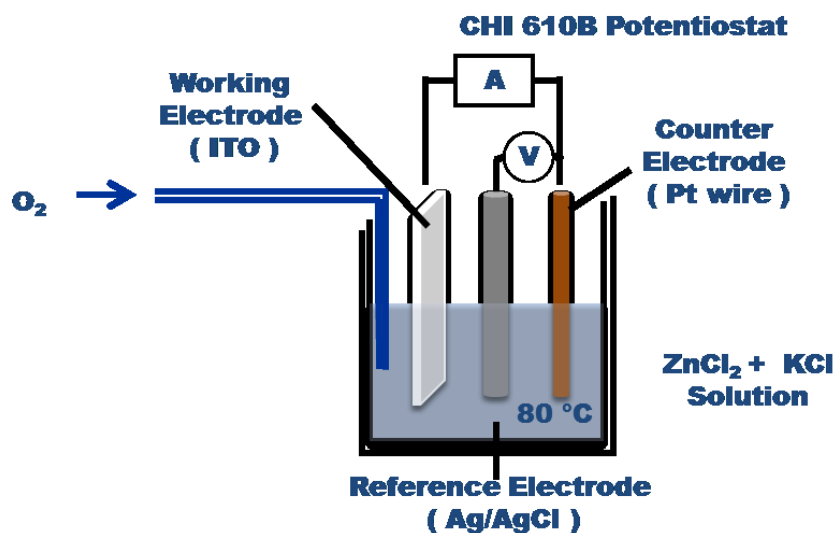 CHI 610B Potentiostat
Working
Electrode
( ITO )
A
V
Counter
Electrode
( Pt wire )
O₂
ZnCl₂ + KCl
Solution
80 °C
Reference Electrode
( Ag/AgCl )